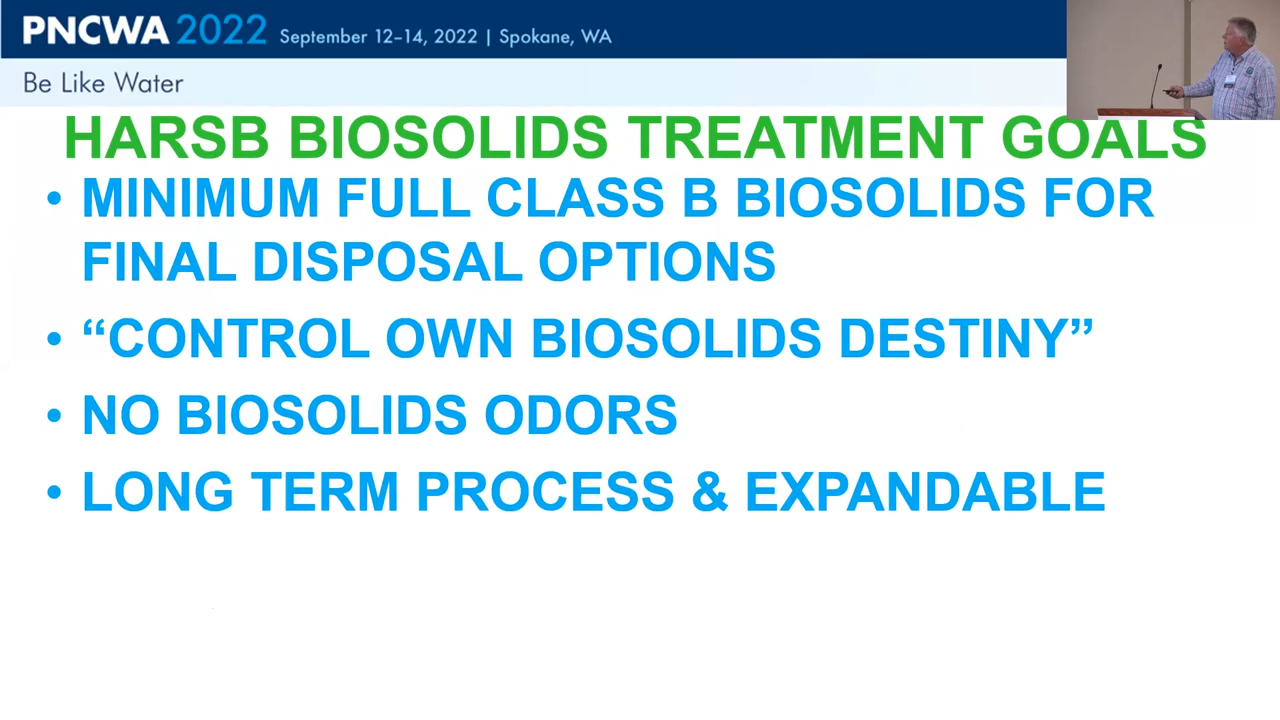 PNCWA 2022 September 12–14, 2022 | Spokane, WA
Be Like Water
HARSB BIOSOLIDS TREATMENT GOALS
• MINIMUM FULL CLASS B BIOSOLIDS FOR
FINAL DISPOSAL OPTIONS
• “CONTROL OWN BIOSOLIDS DESTINY”
• NO BIOSOLIDS ODORS
• LONG TERM PROCESS & EXPANDABLE